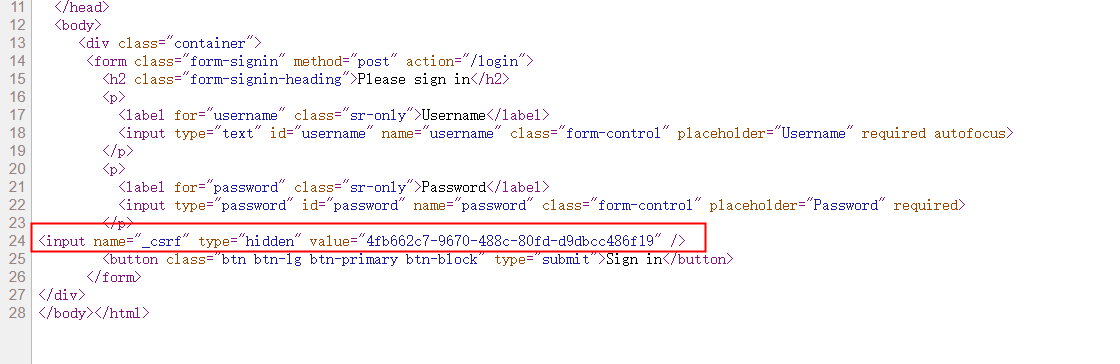 11 </head>
12 <body>
13 <div class="container">
14 <form class="form-signin" method="post" action="/login">
15 <h2 class="form-signin-heading">Please sign in</h2>
16 <p>
17 <label for="username" class="sr-only">Username</label>
18 <input type="text" id="username" name="username" class="form-control" placeholder="Username" required autofocus>
19 </p>
20 <p>
21 <label for="password" class="sr-only">Password</label>
22 <input type="password" id="password" name="password" class="form-control" placeholder="Password" required>
23 </p>
24 <input name="_csrf" type="hidden" value="4fb662c7-9670-488c-80fd-d9dbcc486f19" />
25 <button class="btn btn-lg btn-primary btn-block" type="submit">Sign in</button>
26 </form>
27 </div>
28 </body></html>